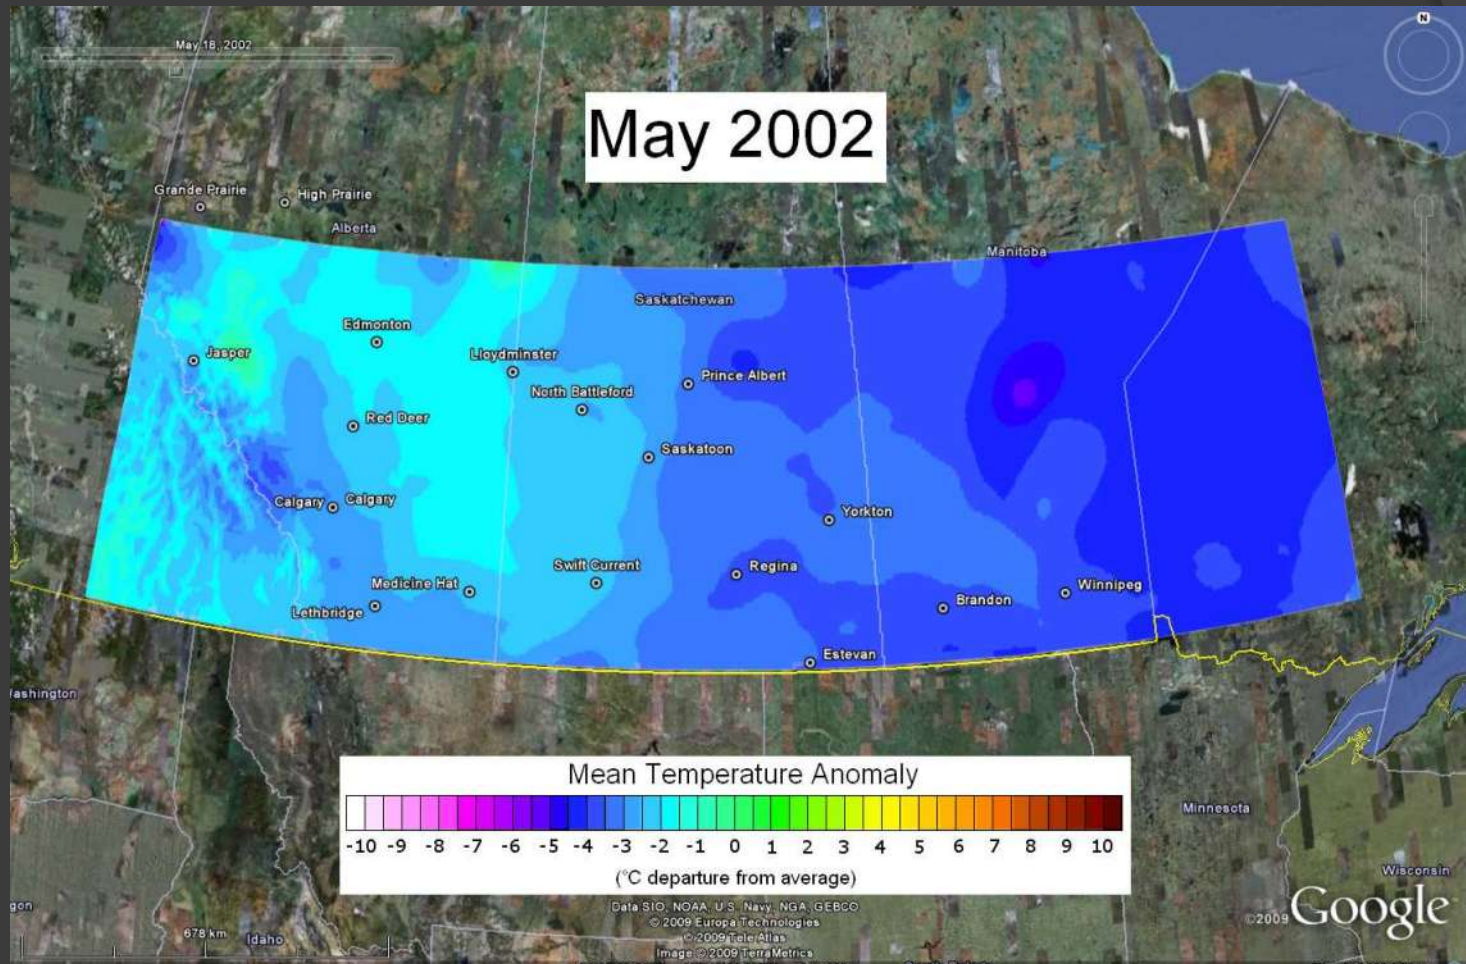 May 18, 2002
N
May 2002
Grande Prairie
High Prairie
Alberta
Manitoba
Saskatchewan
Edmonton
Jasper
Lloydminster
Prince Albert
North Battleford
Red Deer
Saskatoon
Calgary
Calgary
Yorkton
Swift Current
Regina
Medicine Hat
Winnipeg
Brandon
Lethbridge
Estevan
Mean Temperature Anomaly
-10 -9 -8 -7 -6 -5 -4 -3 -2 -1 0 1 2 3 4 5 6 7 8 9 10
(°C departure from average)
Minnesota
Wisconsin
Data SIO, NOAA, U.S. Navy, NGA, GEBCO
© 2009 Europa Technologies
© 2009 Tele Atlas
Image © 2009 TerraMetrics
©2009 Google
678 km
Idaho